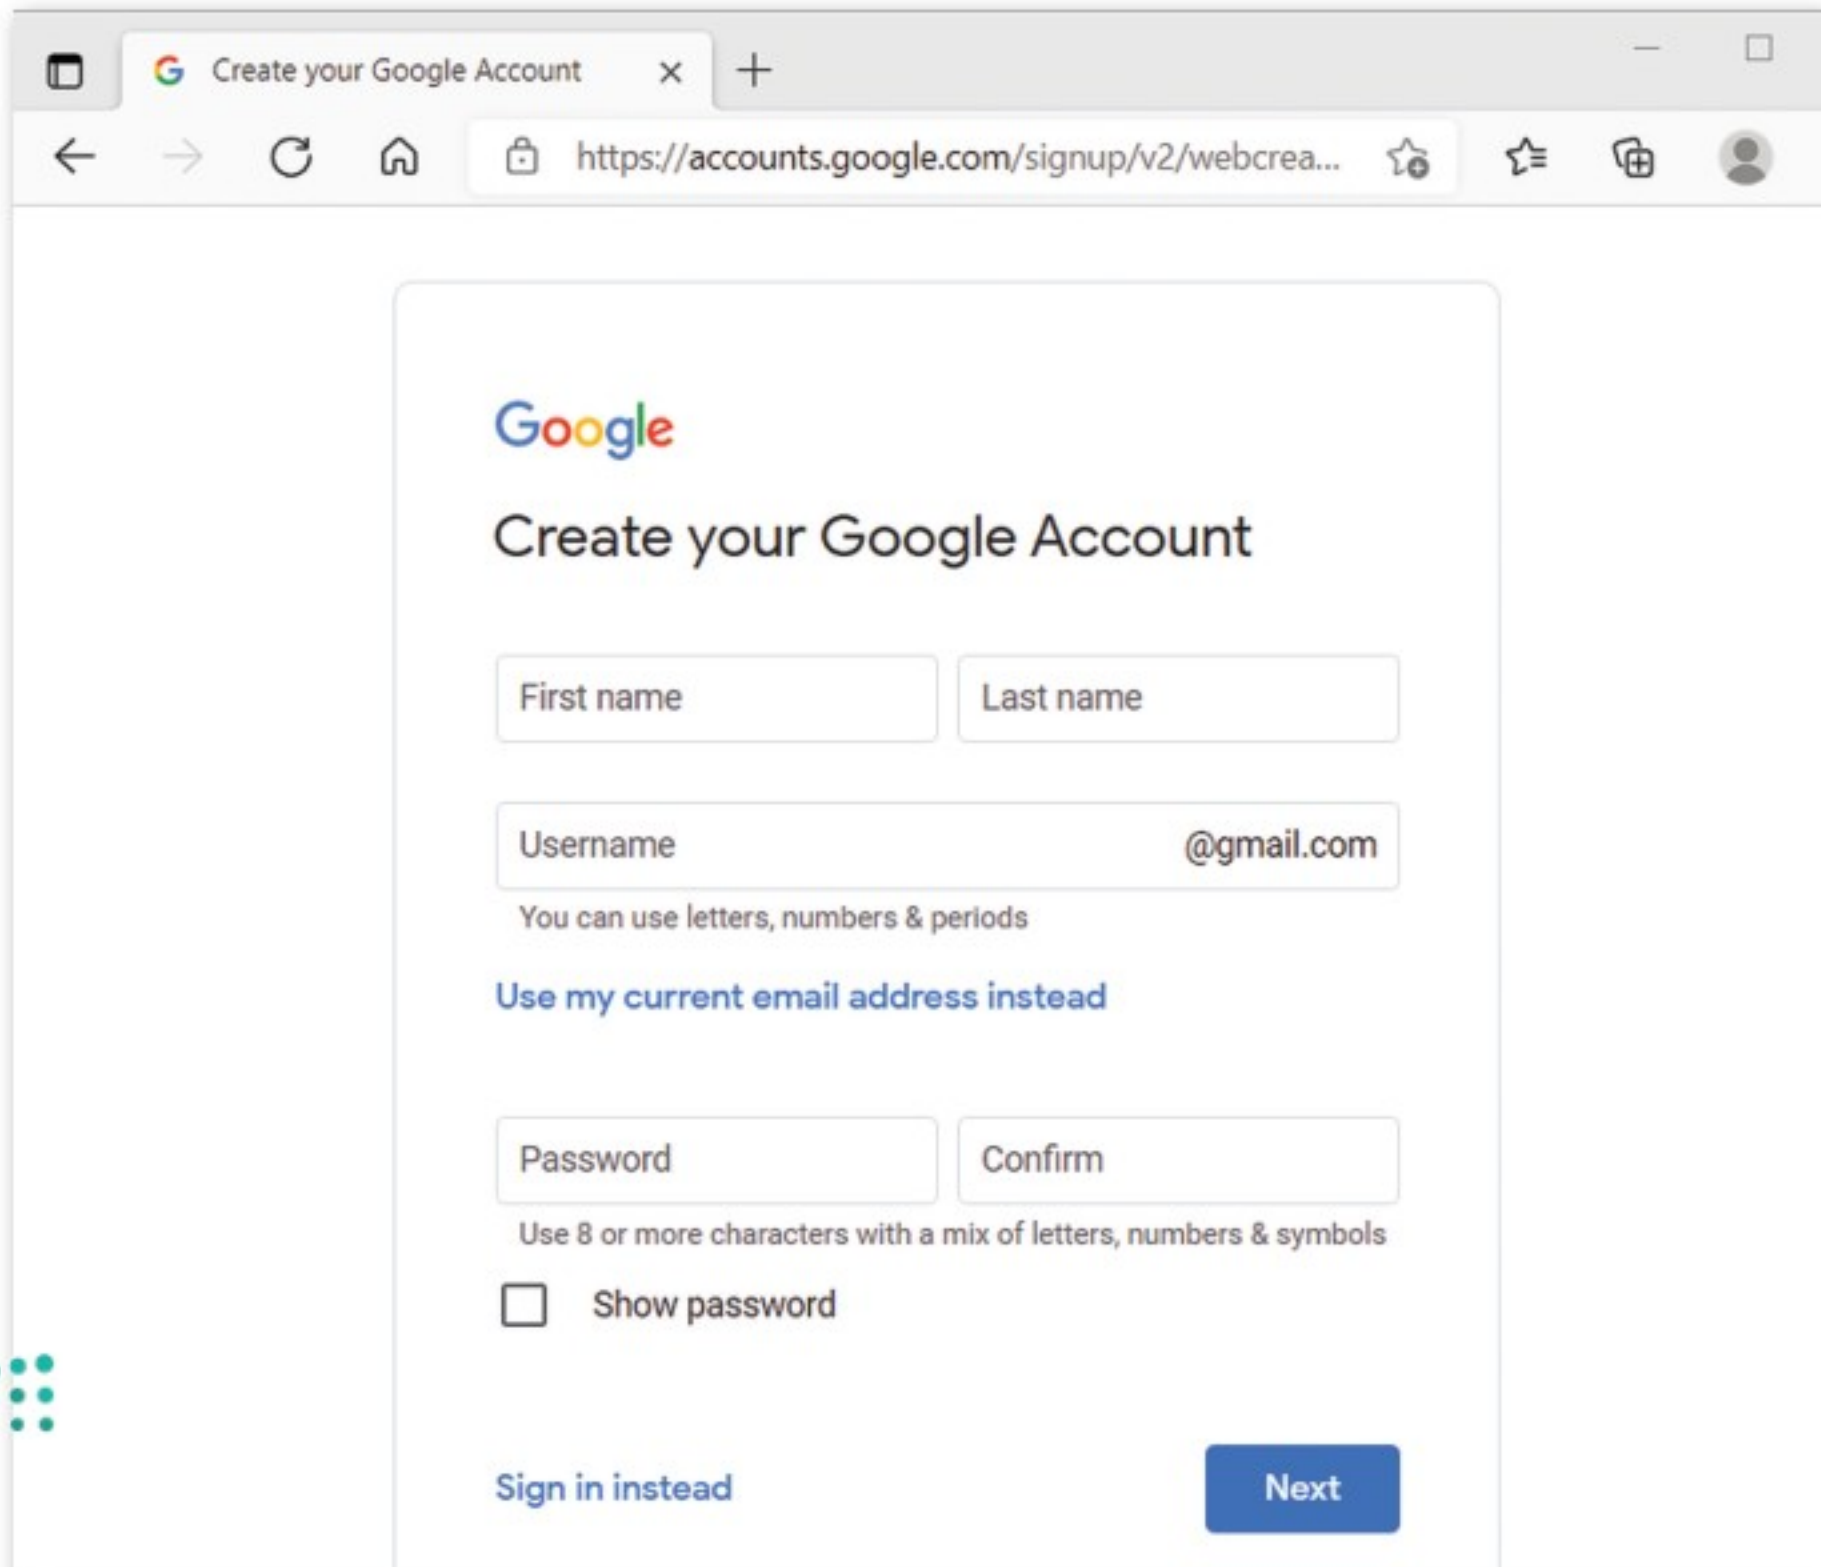 Create your Google Account
https://accounts.google.com/signup/v2/webcrea...
Google
Create your Google Account
First name Last name
Username @gmail.com
You can use letters, numbers & periods
Use my current email address instead
Password Confirm
Use 8 or more characters with a mix of letters, numbers & symbols
Show password
Sign in instead Next